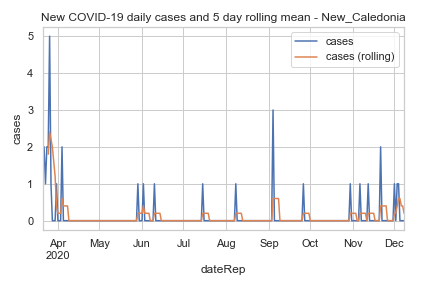 New COVID-19 daily cases and 5 day rolling mean - New_Caledonia
cases
cases (rolling)
5
4
3
2
1
0
cases
Apr May Jun Jul Aug Sep Oct Nov Dec
2020
dateRep